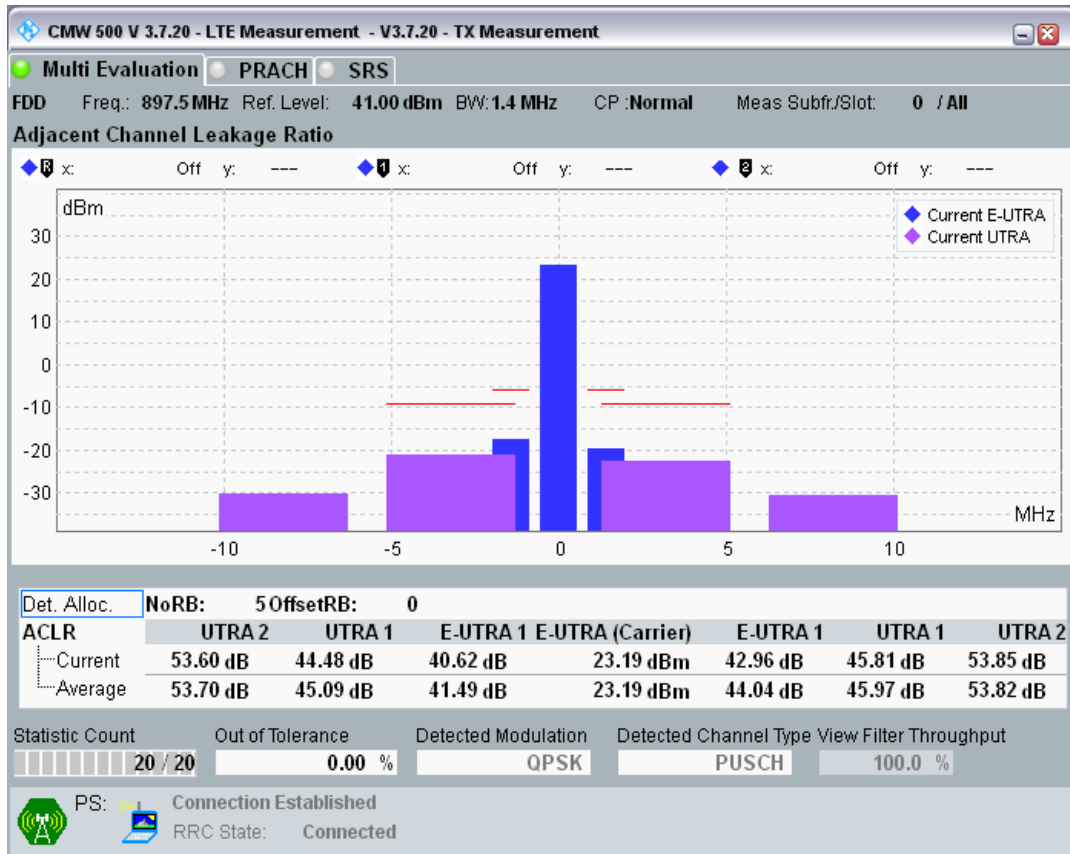 CMW 500 V 3.7.20 - LTE Measurement - V3.7.20 - TX Measurement
Multi Evaluation PRACH SRS
FDD Freq.: 897.5 MHz Ref. Level: 41.00 dBm BW: 1.4 MHz CP :Normal Meas Subfr./Slot: 0 / All
Adjacent Channel Leakage Ratio
R x: Off y: --- 1 x: Off y: --- 2 x: Off y: ---
dBm
Current E-UTRA
Current UTRA
30
20
10
0
-10
-20
-30
MHz
-10 -5 0 5 10
Det. Alloc. NoRB: 5 OffsetRB: 0
ACLR UTRA 2 UTRA 1 E-UTRA 1 E-UTRA (Carrier) E-UTRA 1 UTRA 1 UTRA 2
Current 53.60 dB 44.48 dB 40.62 dB 23.19 dBm 42.96 dB 45.81 dB 53.85 dB
Average 53.70 dB 45.09 dB 41.49 dB 23.19 dBm 44.04 dB 45.97 dB 53.82 dB
Statistic Count Out of Tolerance Detected Modulation Detected Channel Type View Filter Throughput
20 / 20 0.00 % QPSK PUSCH 100.0 %
PS: Connection Established
RRC State: Connected